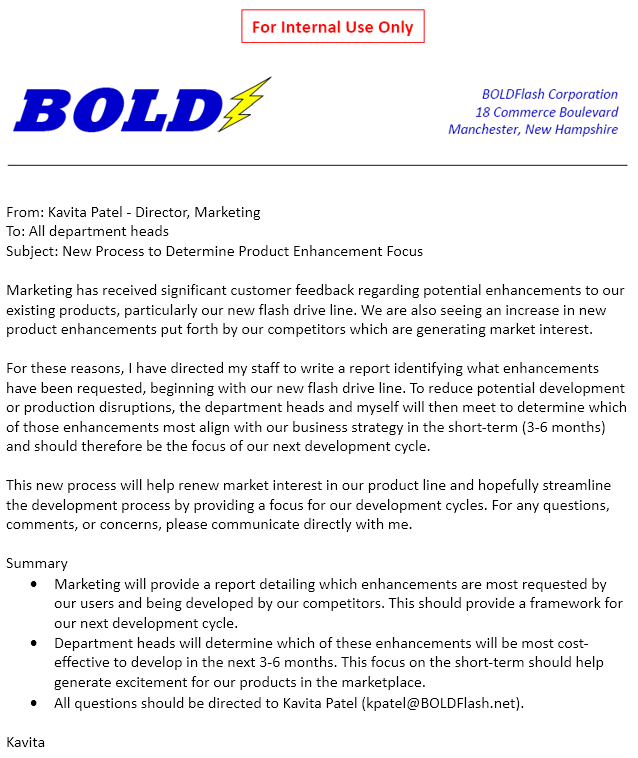 For Internal Use Only
BOLD
BOLDFlash Corporation
18 Commerce Boulevard
Manchester, New Hampshire
From: Kavita Patel - Director, Marketing
To: All department heads
Subject: New Process to Determine Product Enhancement Focus
Marketing has received significant customer feedback regarding potential enhancements to our
existing products, particularly our new flash drive line. We are also seeing an increase in new
product enhancements put forth by our competitors which are generating market interest.
For these reasons, I have directed my staff to write a report identifying what enhancements
have been requested, beginning with our new flash drive line. To reduce potential development
or production disruptions, the department heads and myself will then meet to determine which
of those enhancements most align with our business strategy in the short-term (3-6 months)
and should therefore be the focus of our next development cycle.
This new process will help renew market interest in our product line and hopefully streamline
the development process by providing a focus for our development cycles. For any questions,
comments, or concerns, please communicate directly with me.
Summary
• Marketing will provide a report detailing which enhancements are most requested by
our users and being developed by our competitors. This should provide a framework for
our next development cycle.
• Department heads will determine which of these enhancements will be most cost-
effective to develop in the next 3-6 months. This focus on the short-term should help
generate excitement for our products in the marketplace.
• All questions should be directed to Kavita Patel (kpatel@BOLDFlash.net).
Kavita